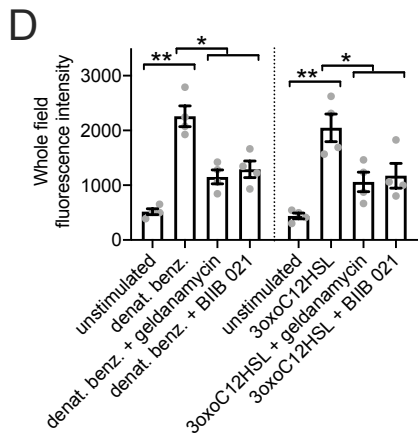 D
** * ** *
Whole field
fluorescence intensity
3000
2000
1000
0
unstimulated
denat. benz.
denat. benz. + geldanamycin
denat. benz. + BIIB 021
unstimulated
3oxoC12HSL
3oxoC12HSL + geldanamycin
3oxoC12HSL + BIIB 021